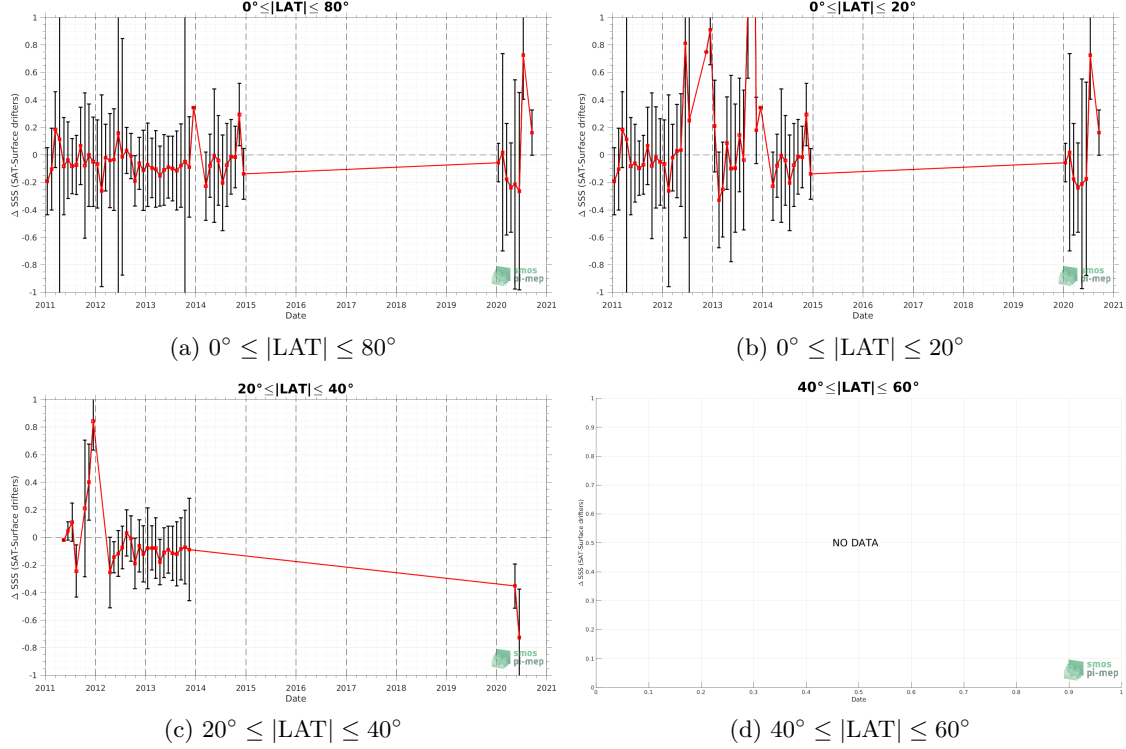 0°≤|LAT|≤ 80°
1
0.8
0.6
0.4
0.2
0
-0.2
-0.4
-0.6
-0.8
-1
Δ SSS (SAT-Surface drifters)
2011 2012 2013 2014 2015 2016 2017 2018 2019 2020 2021
Date
smos
pi-mep
(a) 0° ≤ |LAT| ≤ 80°
0°≤|LAT|≤ 20°
1
0.8
0.6
0.4
0.2
0
-0.2
-0.4
-0.6
-0.8
-1
Δ SSS (SAT-Surface drifters)
2011 2012 2013 2014 2015 2016 2017 2018 2019 2020 2021
Date
smos
pi-mep
(b) 0° ≤ |LAT| ≤ 20°
20°≤|LAT|≤ 40°
1
0.8
0.6
0.4
0.2
0
-0.2
-0.4
-0.6
-0.8
-1
Δ SSS (SAT-Surface drifters)
2011 2012 2013 2014 2015 2016 2017 2018 2019 2020 2021
Date
smos
pi-mep
(c) 20° ≤ |LAT| ≤ 40°
40°≤|LAT|≤ 60°
1
0.9
0.8
0.7
0.6
0.5
0.4
0.3
0.2
0.1
0
Δ SSS (SAT-Surface drifters)
NO DATA
0 0.1 0.2 0.3 0.4 0.5 0.6 0.7 0.8 0.9 1
Date
smos
pi-mep
(d) 40° ≤ |LAT| ≤ 60°